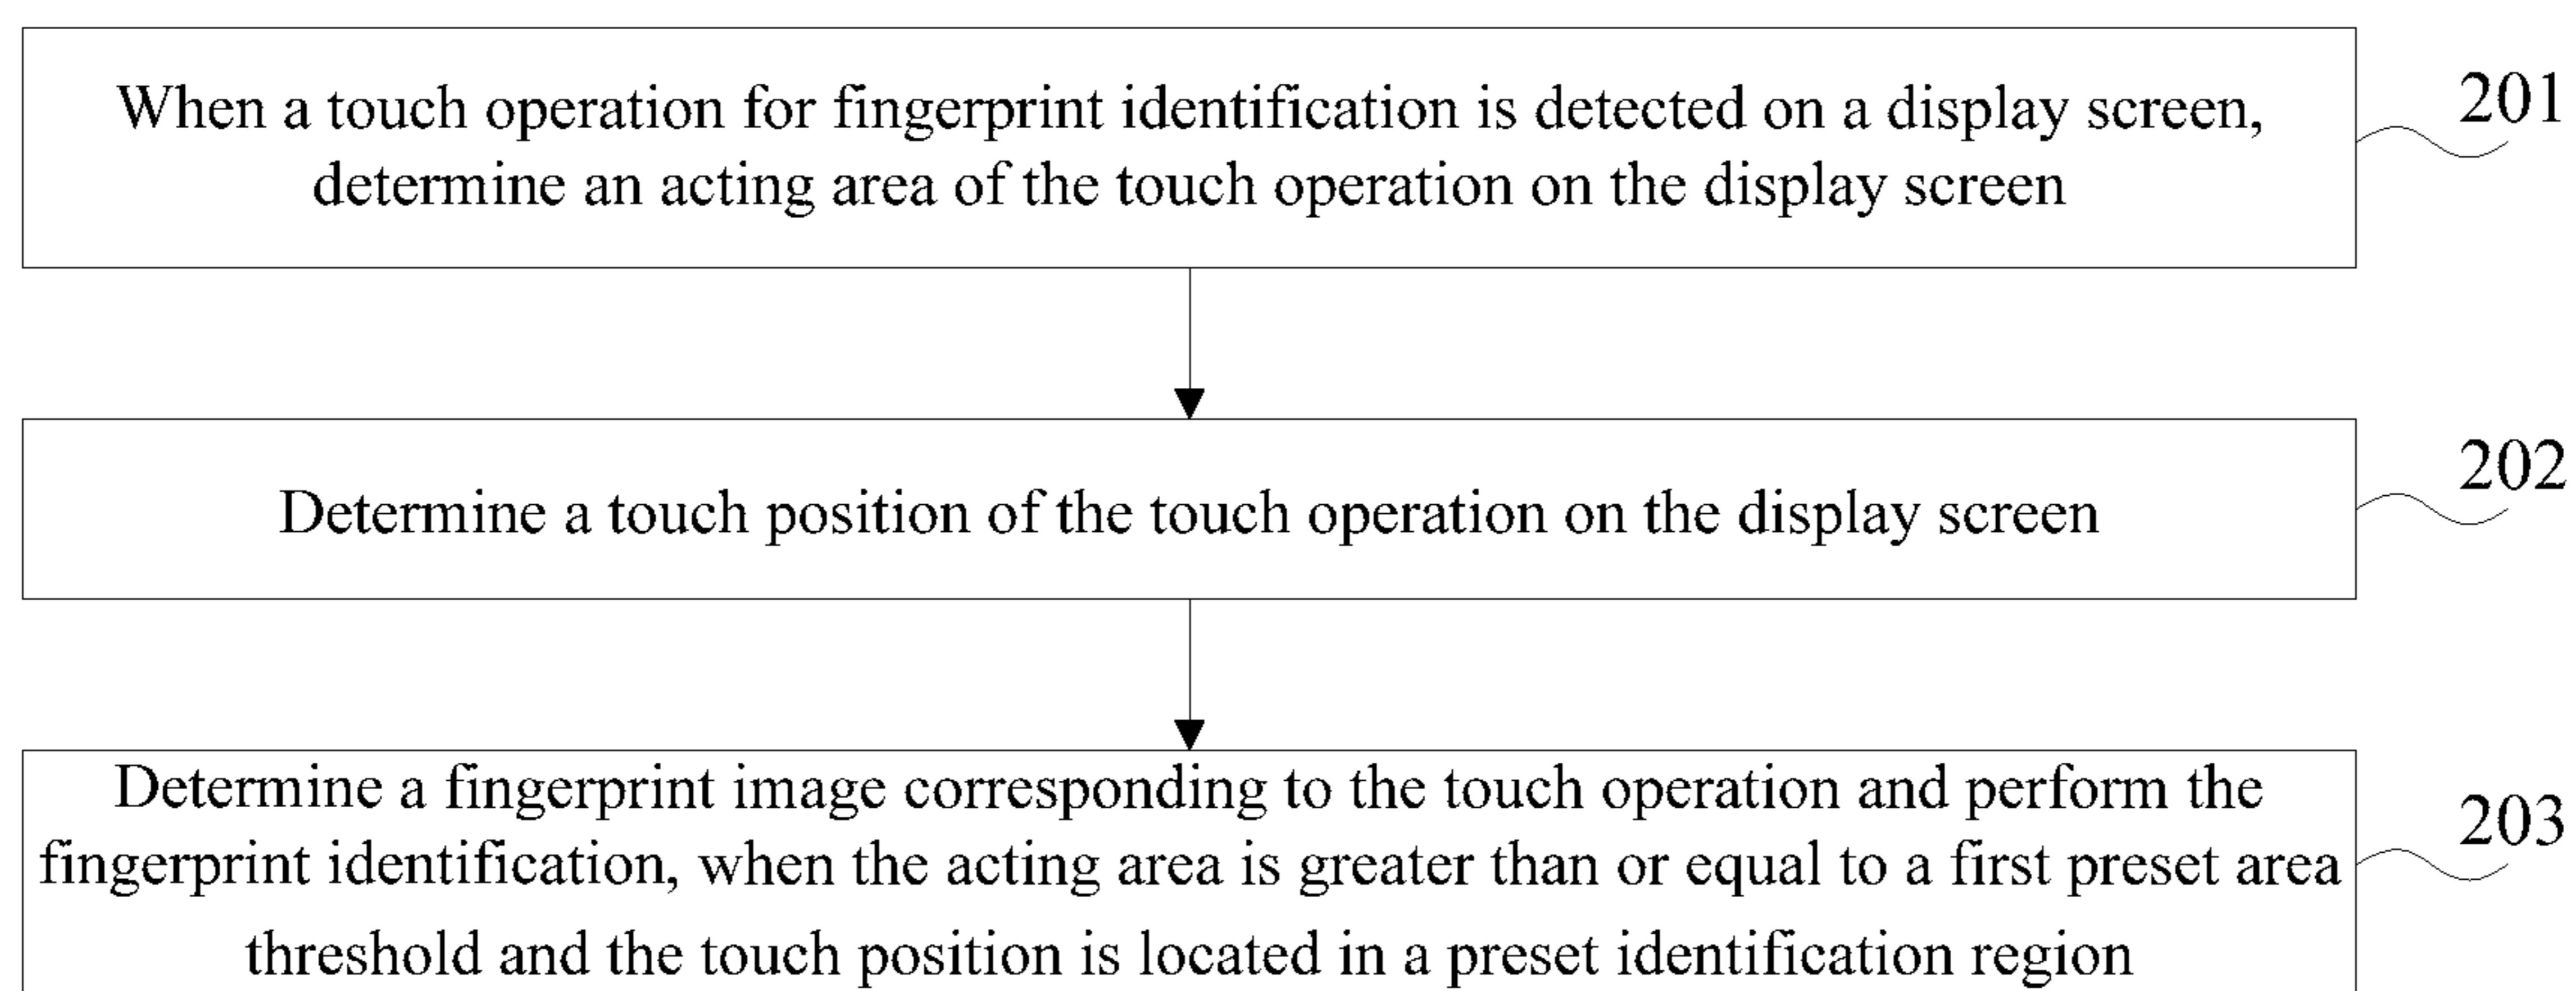 When a touch operation for fingerprint identification is detected on a display screen,
determine an acting area of the touch operation on the display screen
201
Determine a touch position of the touch operation on the display screen
202
Determine a fingerprint image corresponding to the touch operation and perform the
fingerprint identification, when the acting area is greater than or equal to a first preset area
threshold and the touch position is located in a preset identification region
203